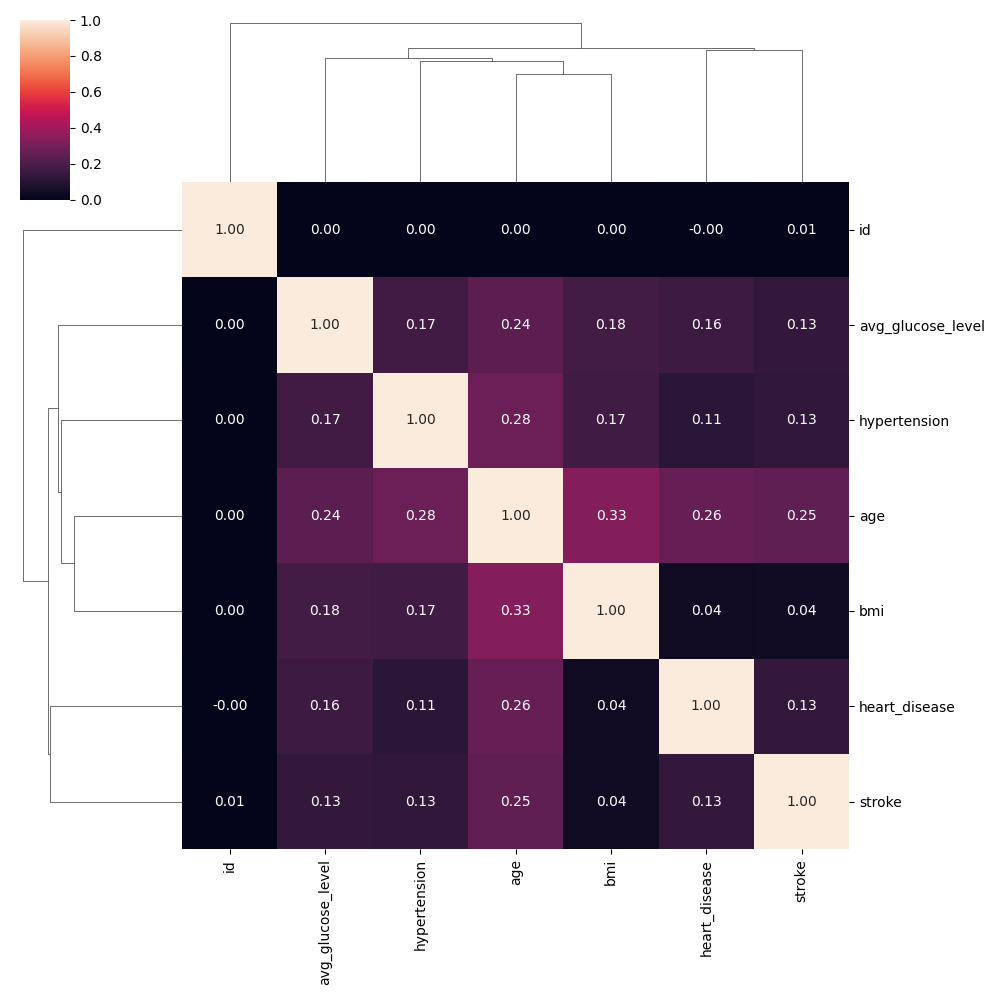 1.0
0.8
0.6
0.4
0.2
0.0
1.00 0.00 0.00 0.00 0.00 -0.00 0.01 id
0.00 1.00 0.17 0.24 0.18 0.16 0.13 avg_glucose_level
0.00 0.17 1.00 0.28 0.17 0.11 0.13 hypertension
0.00 0.24 0.28 1.00 0.33 0.26 0.25 age
0.00 0.18 0.17 0.33 1.00 0.04 0.04 bmi
-0.00 0.16 0.11 0.26 0.04 1.00 0.13 heart_disease
0.01 0.13 0.13 0.25 0.04 0.13 1.00 stroke
id
avg_glucose_level
hypertension
age
bmi
heart_disease
stroke